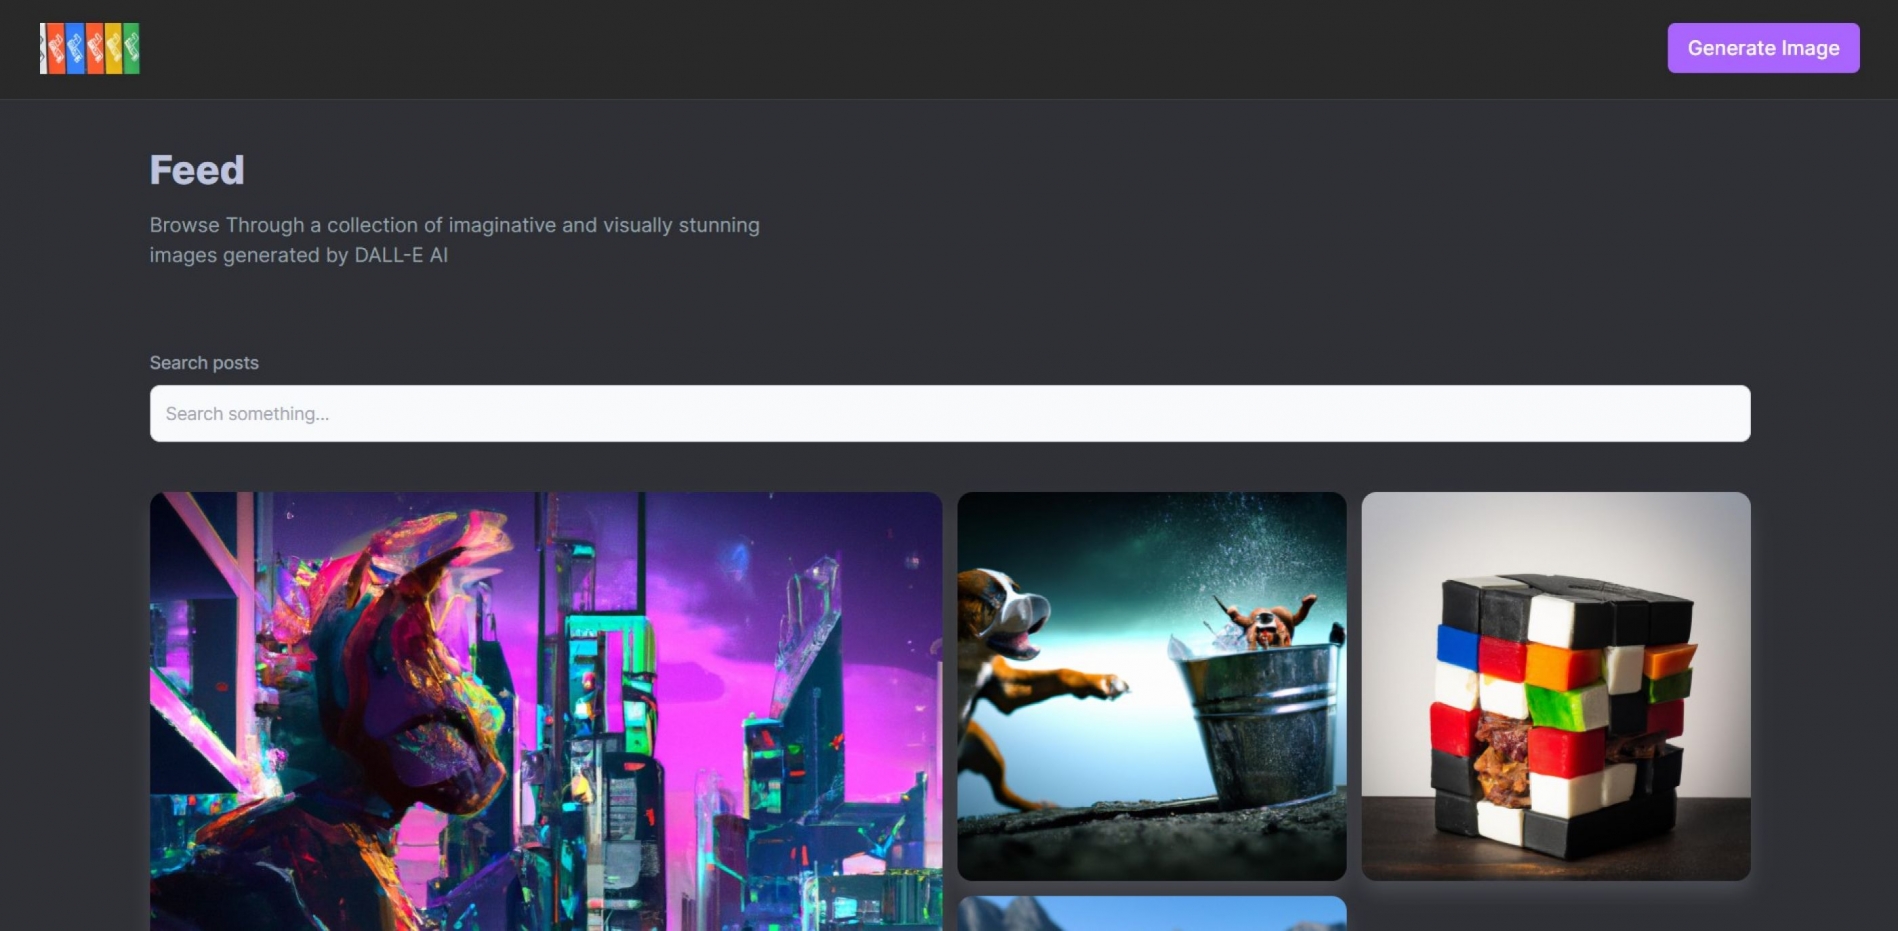 Generate Image
Feed
Browse Through a collection of imaginative and visually stunning
images generated by DALL-E AI
Search posts
Search something...